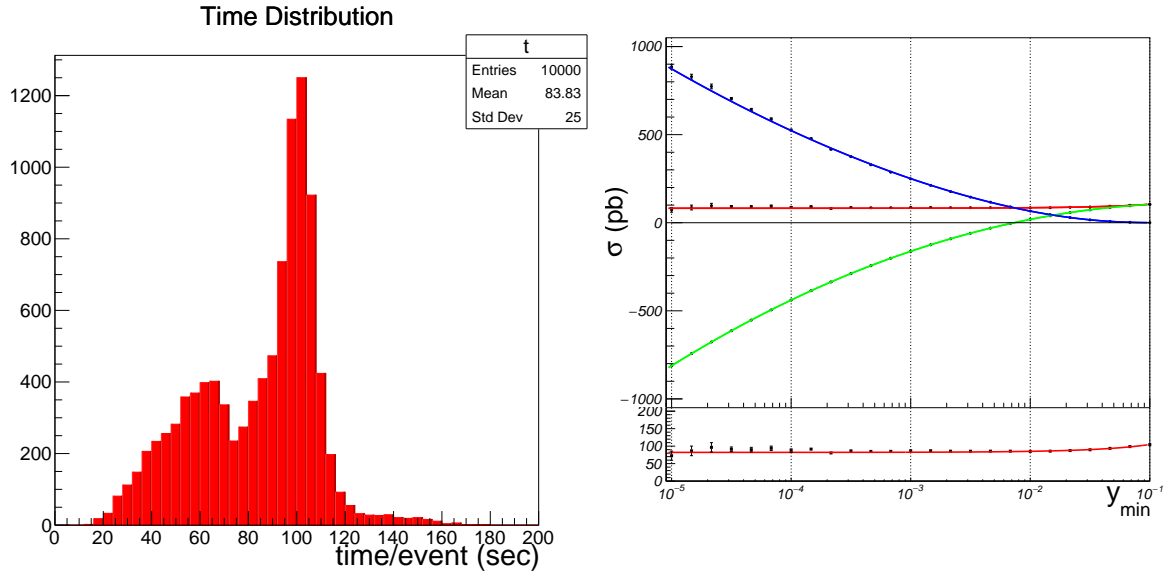 Time Distribution
t
Entries 10000
Mean 83.83
Std Dev 25
1200
1000
800
600
400
200
0
0 20 40 60 80 100 120 140 160 180 200
time/event (sec)
1000
500
0
−500
−1000
σ (pb)
200
150
100
50
0
10−5 10−4 10−3 10−2 10−1
ymin